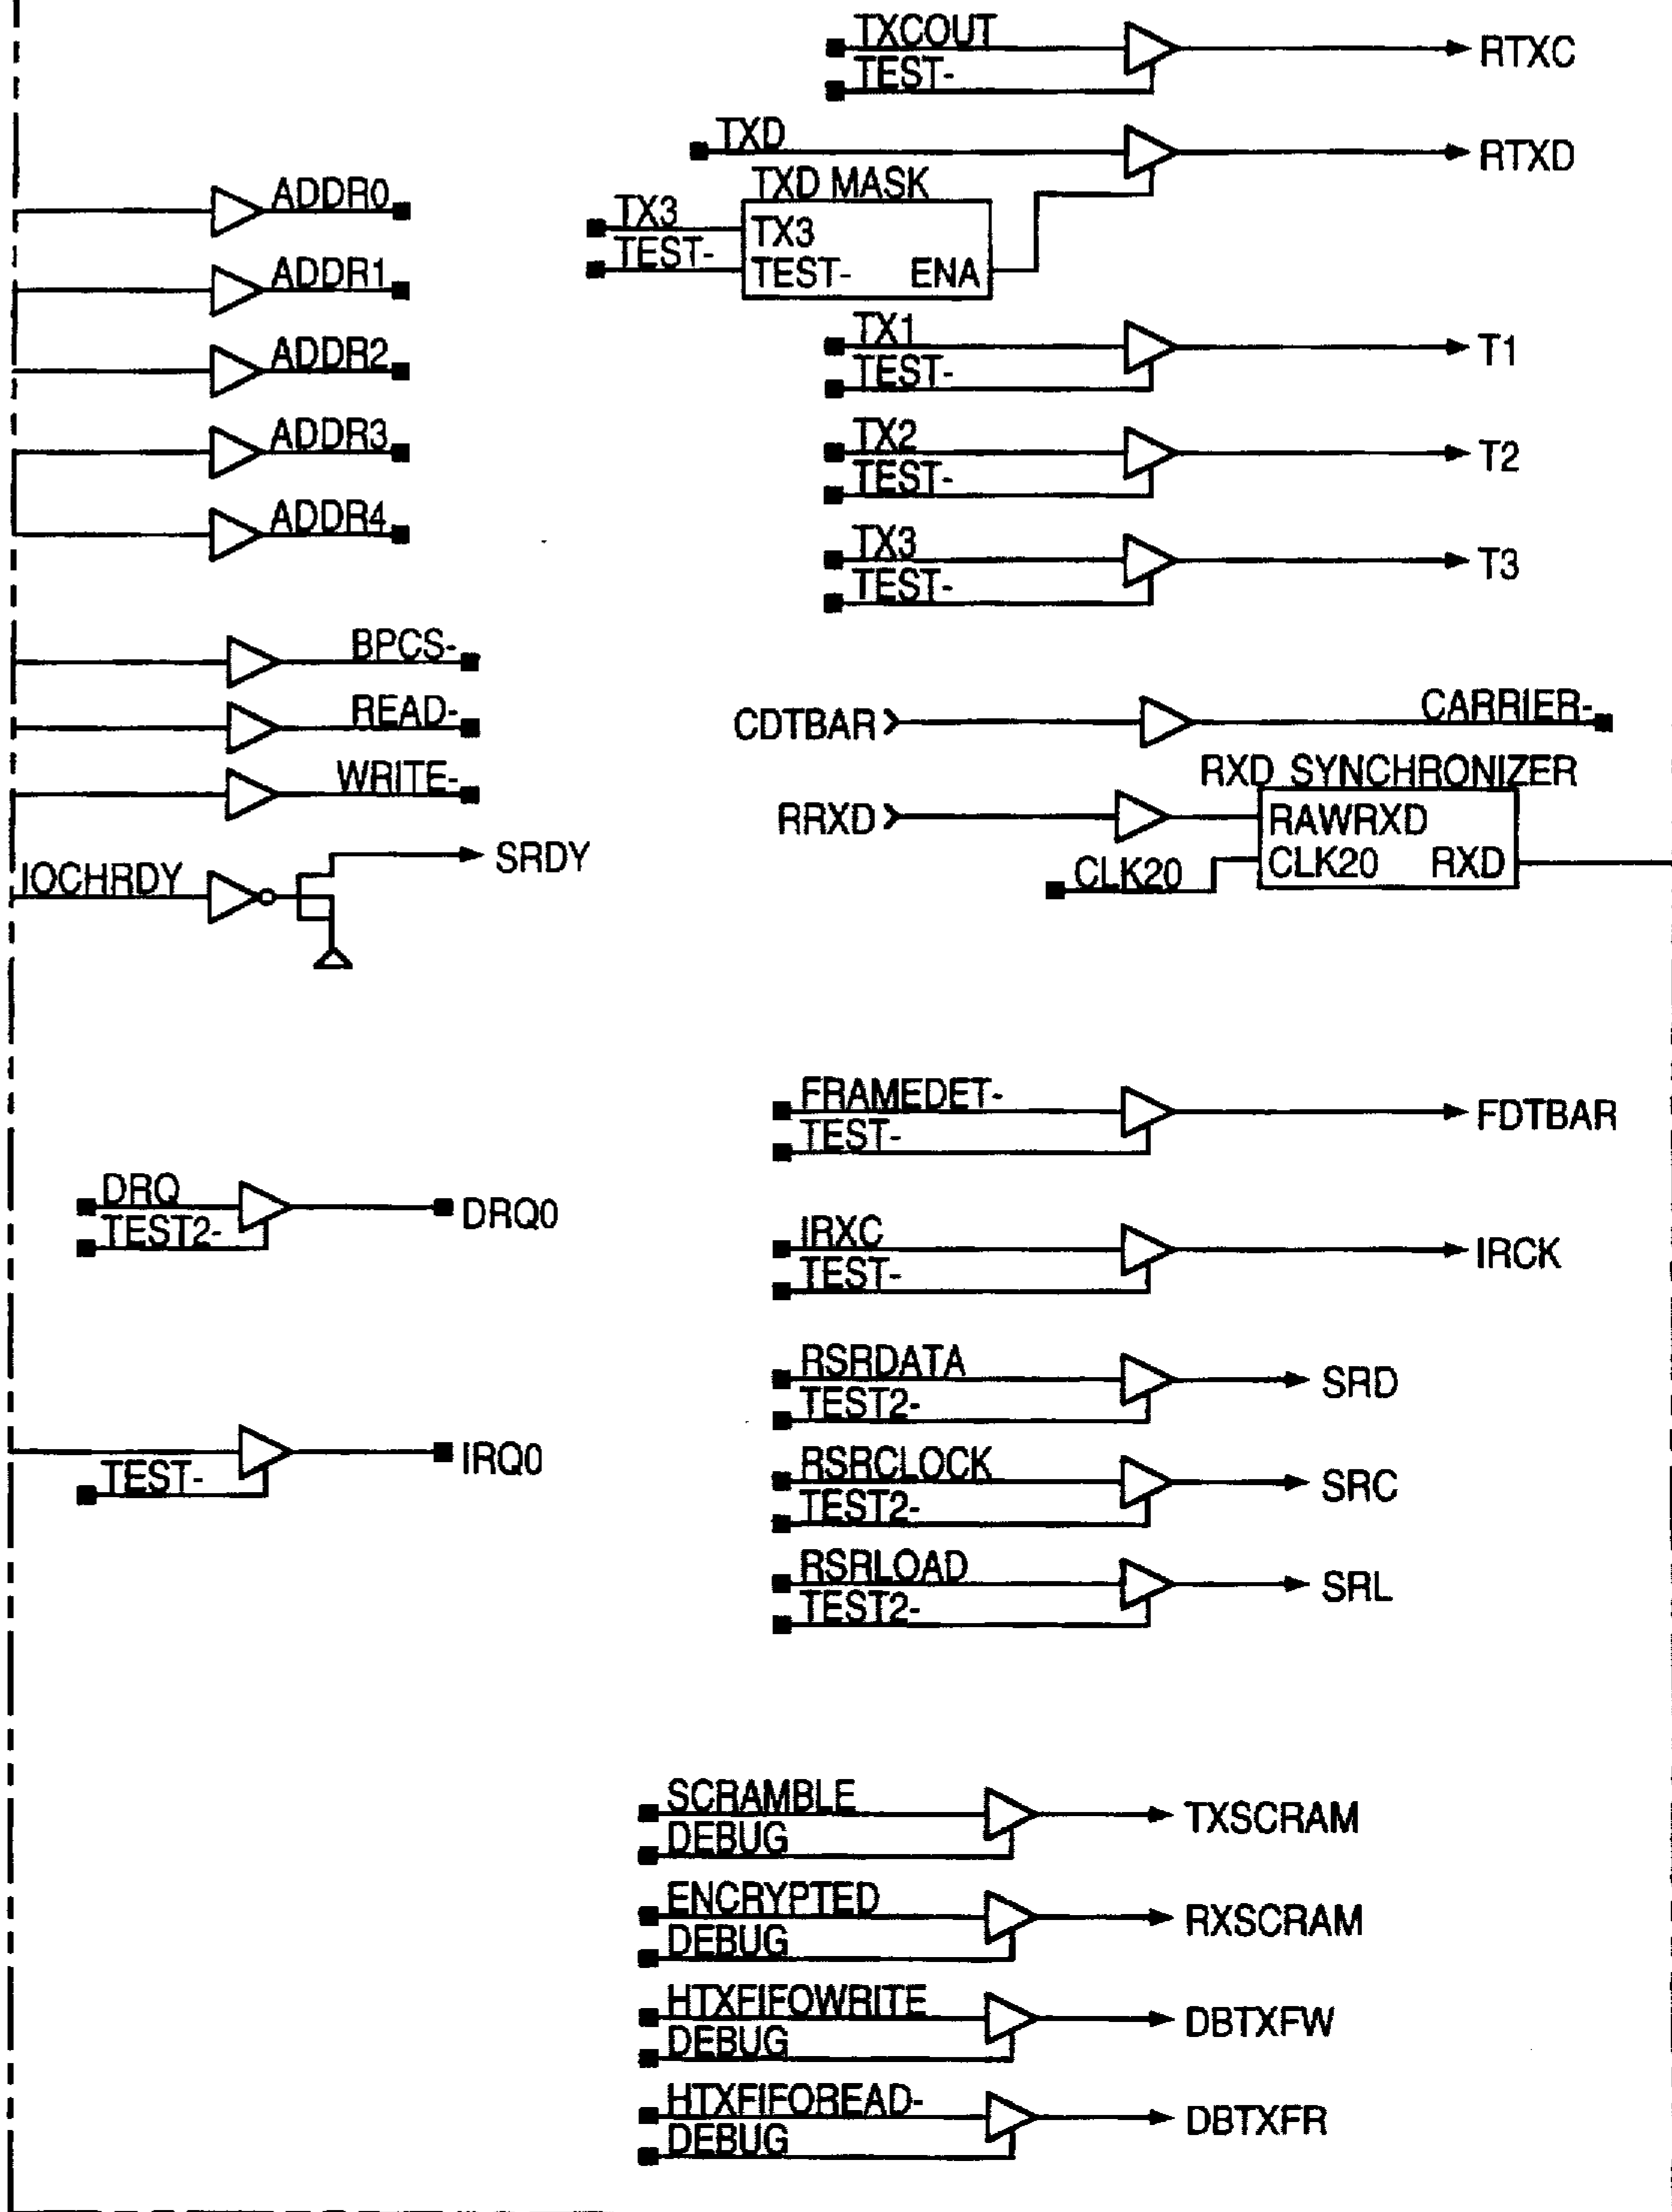 TXCOUT
TEST-
RTXC
TXD
RTXD
TXD MASK
TX3
TEST-
TX3
TEST- ENA
TX1
TEST-
T1
TX2
TEST-
T2
TX3
TEST-
T3
ADDR0
ADDR1
ADDR2
ADDR3
ADDR4
BPCS-
READ-
WRITE-
IOCHRDY
SRDY
CDTBAR
CARRIER-
RXD SYNCHRONIZER
RRXD
RAWRXD
CLK20 RXD
CLK20
DRQ
TEST2-
DRQ0
TEST-
IRQ0
FRAMEDET-
TEST-
FDTBAR
IRXC
TEST-
IRCK
RSRDATA
TEST2-
SRD
RSRCLOCK
TEST2-
SRC
RSRLOAD
TEST2-
SRL
SCRAMBLE
DEBUG
TXSCRAM
ENCRYPTED
DEBUG
RXSCRAM
HTXFIFOWRITE
DEBUG
DBTXFW
HTXFIFOREAD-
DEBUG
DBTXFR